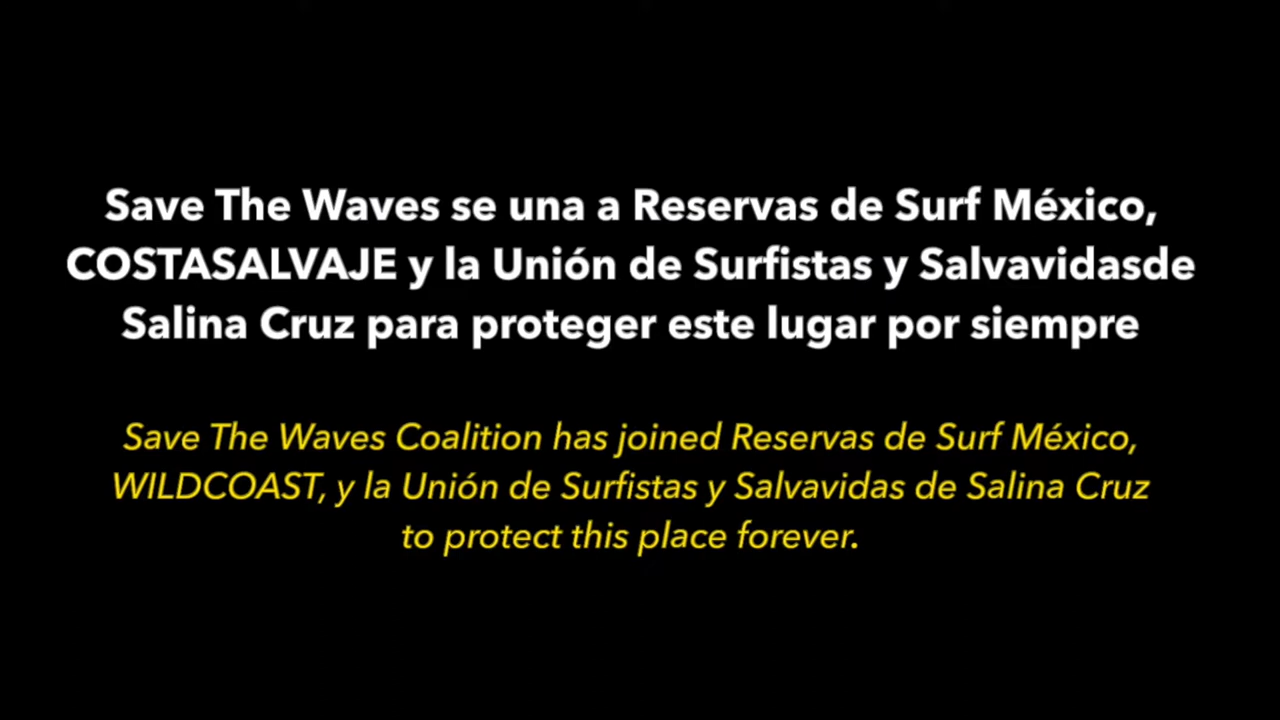 Save The Waves se una a Reservas de Surf México,
COSTASALVAJE y la Unión de Surfistas y Salvavidasde
Salina Cruz para proteger este lugar por siempre
Save The Waves Coalition has joined Reservas de Surf México,
WILDCOAST, y la Unión de Surfistas y Salvavidas de Salina Cruz
to protect this place forever.